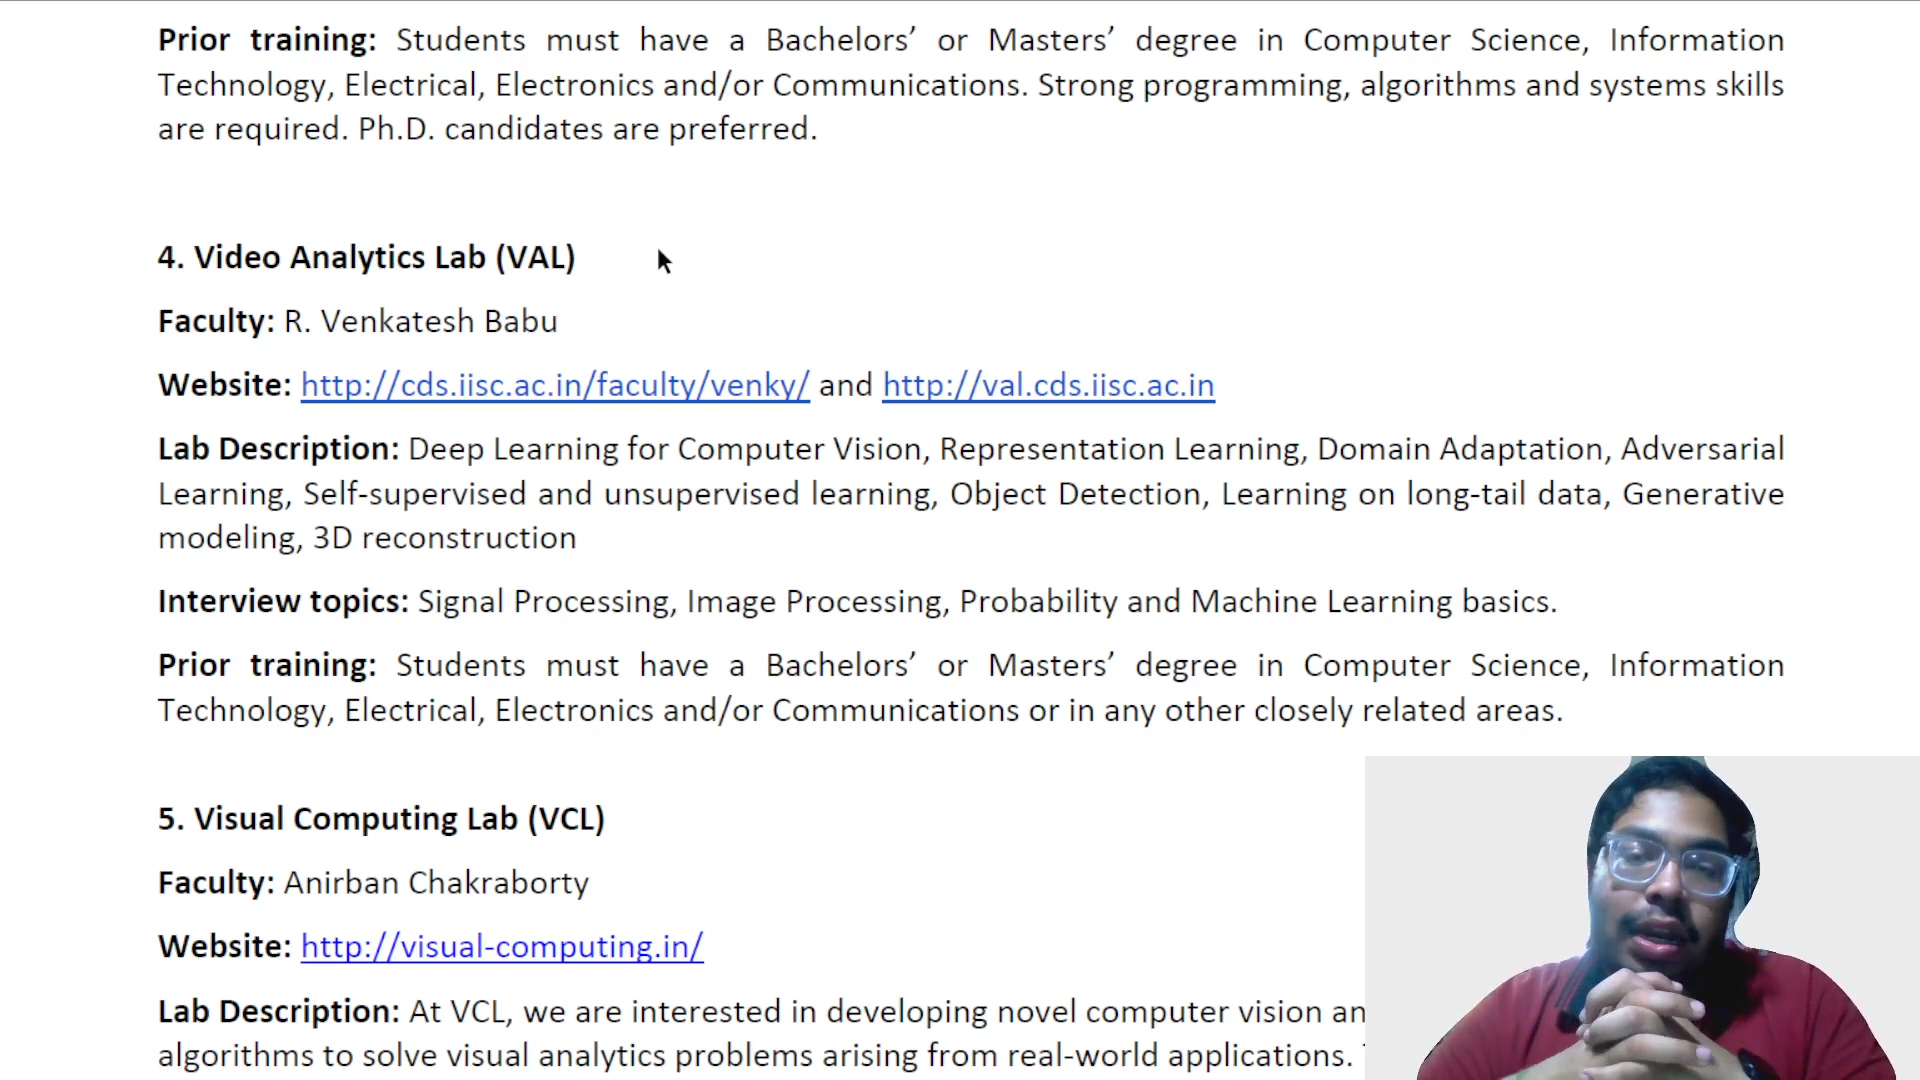 Prior training: Students must have a Bachelors’ or Masters’ degree in Computer Science, Information
Technology, Electrical, Electronics and/or Communications. Strong programming, algorithms and systems skills
are required. Ph.D. candidates are preferred.
4. Video Analytics Lab (VAL)
Faculty: R. Venkatesh Babu
Website: http://cds.iisc.ac.in/faculty/venky/ and http://val.cds.iisc.ac.in
Lab Description: Deep Learning for Computer Vision, Representation Learning, Domain Adaptation, Adversarial
Learning, Self-supervised and unsupervised learning, Object Detection, Learning on long-tail data, Generative
modeling, 3D reconstruction
Interview topics: Signal Processing, Image Processing, Probability and Machine Learning basics.
Prior training: Students must have a Bachelors’ or Masters’ degree in Computer Science, Information
Technology, Electrical, Electronics and/or Communications or in any other closely related areas.
5. Visual Computing Lab (VCL)
Faculty: Anirban Chakraborty
Website: http://visual-computing.in/
Lab Description: At VCL, we are interested in developing novel computer vision an
algorithms to solve visual analytics problems arising from real-world applications.